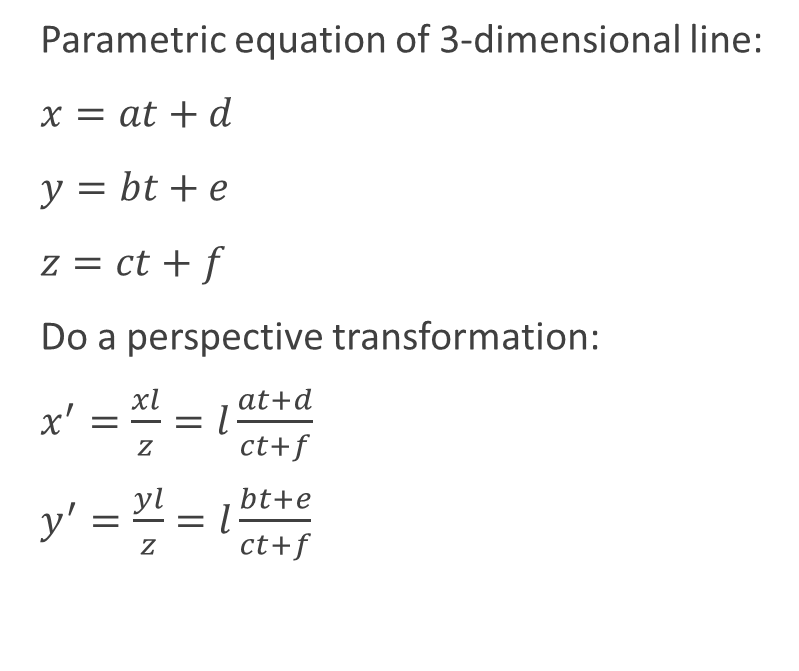 Parametric equation of 3-dimensional line:
x = at + d
y = bt + e
z = ct + f
Do a perspective transformation:
x′ = \frac{xl}{z} = l\frac{at+d}{ct+f}
y′ = \frac{yl}{z} = l\frac{bt+e}{ct+f}